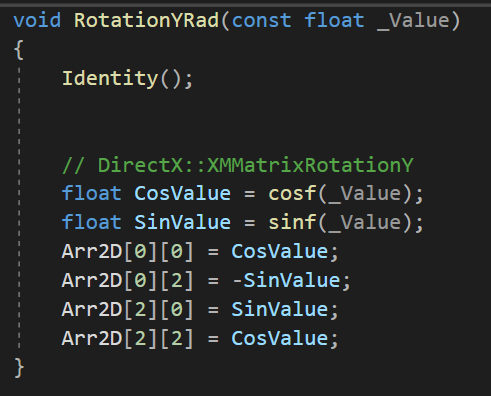 void RotationYRad(const float _Value)
{
    Identity();
    // DirectX::XMMatrixRotationY
    float CosValue = cosf(_Value);
    float SinValue = sinf(_Value);
    Arr2D[0][0] = CosValue;
    Arr2D[0][2] = -SinValue;
    Arr2D[2][0] = SinValue;
    Arr2D[2][2] = CosValue;
}